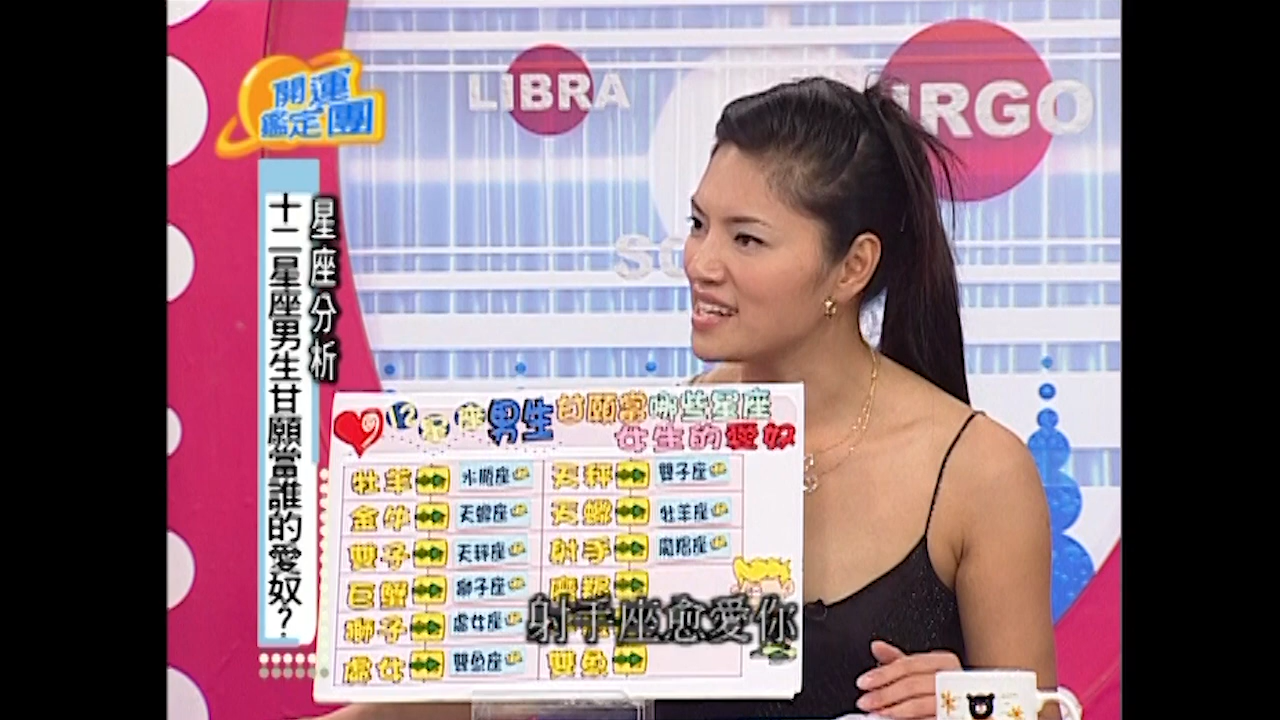 開運
鑑定團
LIBRA
VIRGO
SC
星座分析
十二星座男生甘願當誰的愛奴?
12星座男生甘願當哪些星座
女生的愛奴
牡羊 水瓶座
天秤 雙子座
金牛 天蠍座
天蠍 牡羊座
雙子 天秤座
射手 魔羯座
巨蟹 獅子座
魔羯
獅子 處女座
處女 雙魚座
雙魚
射手座愈愛你